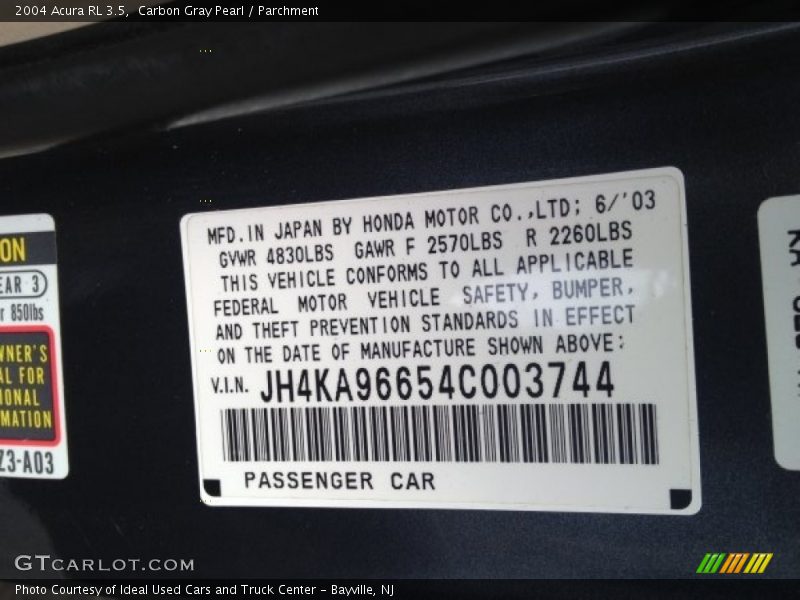 2004 Acura RL 3.5, Carbon Gray Pearl / Parchment
ON
EAR 3
850lbs
WNER'S
AL FOR
IONAL
MATION
Z3-A03
MFD.IN JAPAN BY HONDA MOTOR CO.,LTD; 6/'03
GVWR 4830LBS GAWR F 2570LBS R 2260LBS
THIS VEHICLE CONFORMS TO ALL APPLICABLE
FEDERAL MOTOR VEHICLE SAFETY, BUMPER,
AND THEFT PREVENTION STANDARDS IN EFFECT
ON THE DATE OF MANUFACTURE SHOWN ABOVE:
V.I.N. JH4KA96654C003744
PASSENGER CAR
GTCARLOT.COM
Photo Courtesy of Ideal Used Cars and Truck Center - Bayville, NJ